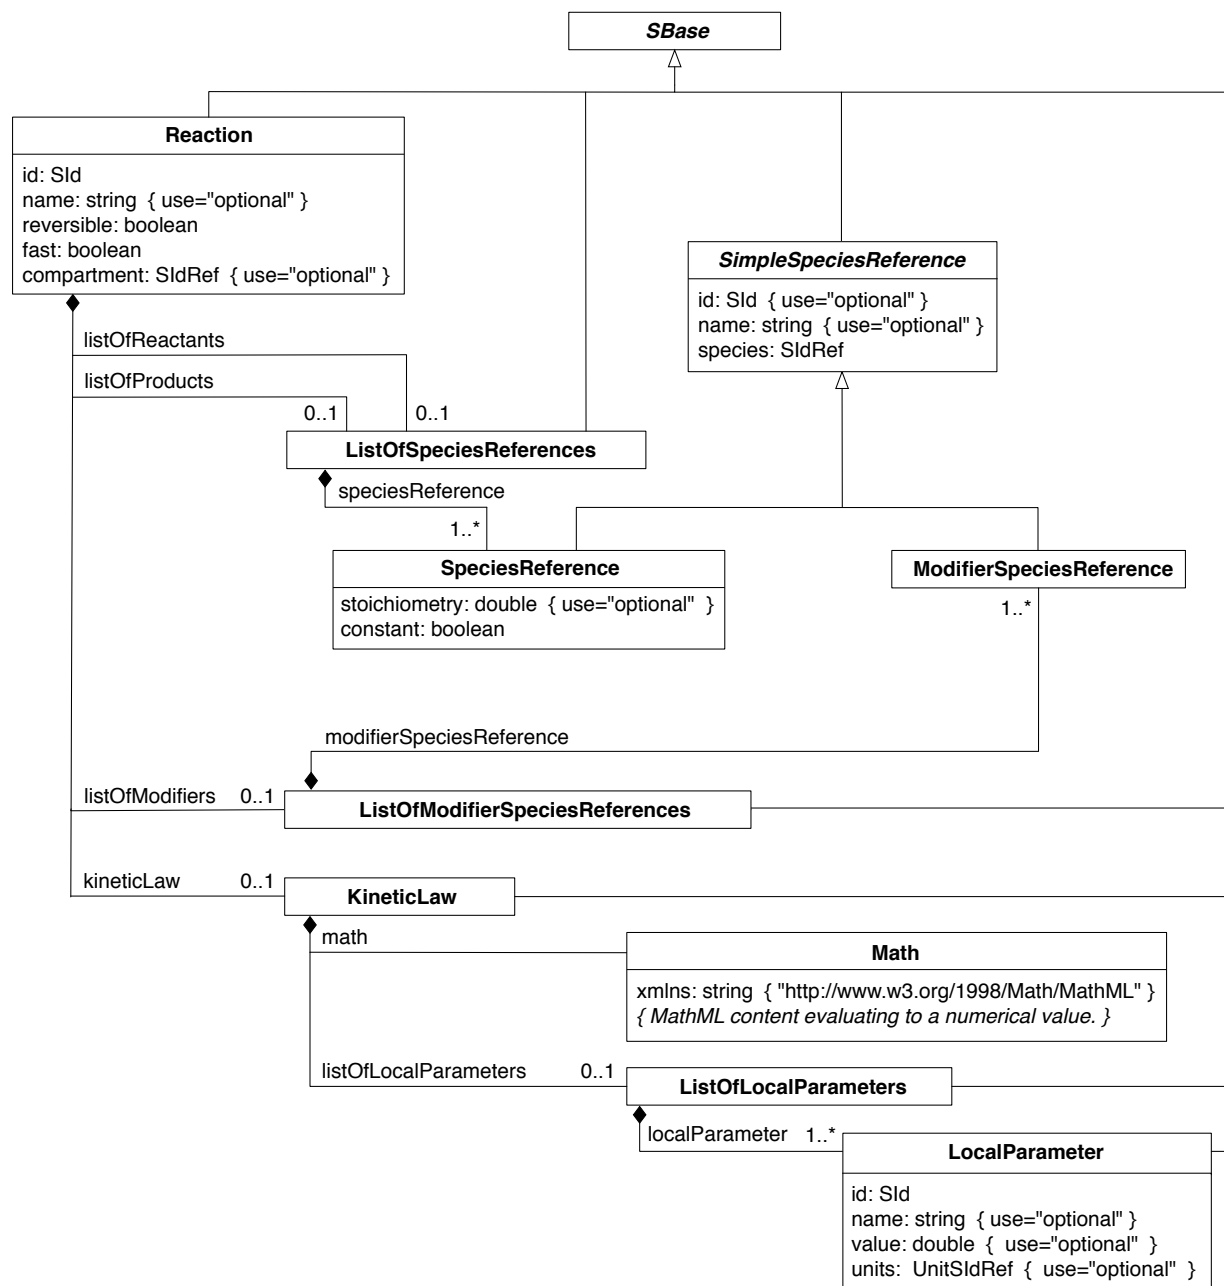 SBase
Reaction
id: SId
name: string { use="optional" }
reversible: boolean
fast: boolean
compartment: SIdRef { use="optional" }
SimpleSpeciesReference
id: SId { use="optional" }
name: string { use="optional" }
species: SIdRef
listOfReactants
listOfProducts
0..1 0..1
ListOfSpeciesReferences
speciesReference
1..*
SpeciesReference
stoichiometry: double { use="optional" }
constant: boolean
ModifierSpeciesReference
1..*
modifierSpeciesReference
listOfModifiers 0..1
ListOfModifierSpeciesReferences
kineticLaw 0..1
KineticLaw
math
Math
xmlns: string { "http://www.w3.org/1998/Math/MathML" }
{ MathML content evaluating to a numerical value. }
listOfLocalParameters 0..1
ListOfLocalParameters
localParameter 1..*
LocalParameter
id: SId
name: string { use="optional" }
value: double { use="optional" }
units: UnitSIdRef { use="optional" }